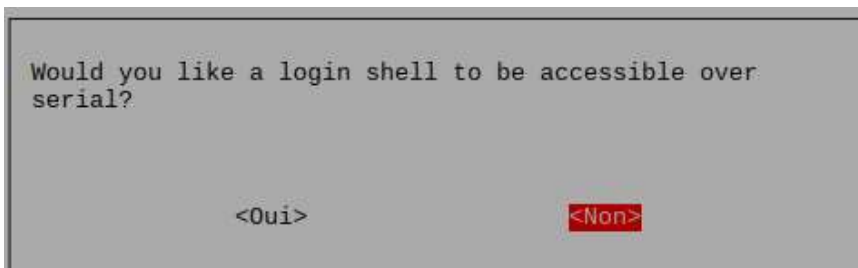 Would you like a login shell to be accessible over
serial?
<Oui> <Non>